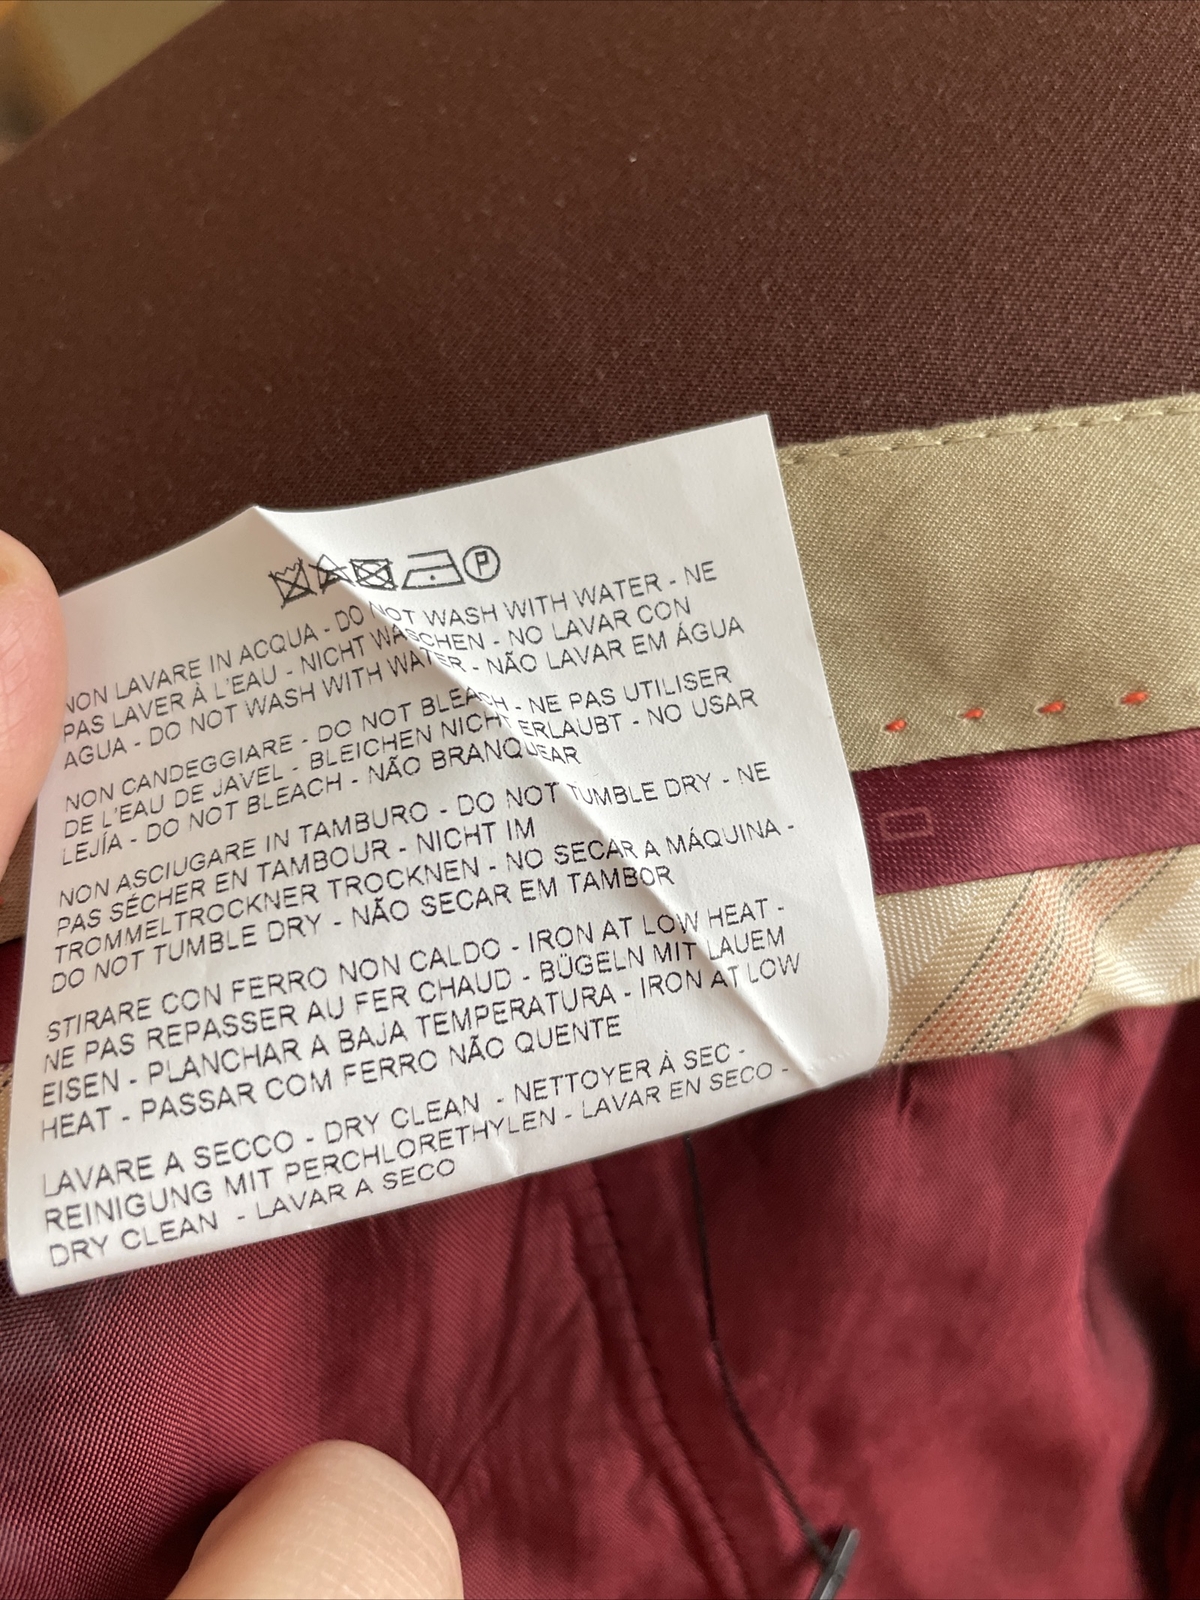 NON LAVARE IN ACQUA - DO NOT WASH WITH WATER - NE
PAS LAVER À L'EAU - NICHT WASCHEN - NO LAVAR CON
AGUA - DO NOT WASH WITH WATER - NÃO LAVAR EM ÁGUA
NON CANDEGGIARE - DO NOT BLEACH - NE PAS UTILISER
DE L'EAU DE JAVEL - BLEICHEN NICHT ERLAUBT - NO USAR
LEJÍA - DO NOT BLEACH - NÃO BRANQUEAR
NON ASCIUGARE IN TAMBURO - DO NOT TUMBLE DRY - NE
PAS SÉCHER EN TAMBOUR - NICHT IM
TROMMELTROCKNER TROCKNEN - NO SECAR A MÁQUINA -
DO NOT TUMBLE DRY - NÃO SECAR EM TAMBOR
STIRARE CON FERRO NON CALDO - IRON AT LOW HEAT -
NE PAS REPASSER AU FER CHAUD - BÜGELN MIT LAUEM
EISEN - PLANCHAR A BAJA TEMPERATURA - IRON AT LOW
HEAT - PASSAR COM FERRO NÃO QUENTE
LAVARE A SECCO - DRY CLEAN - NETTOYER À SEC -
REINIGUNG MIT PERCHLORETHYLEN - LAVAR EN SECO -
DRY CLEAN - LAVAR A SECO